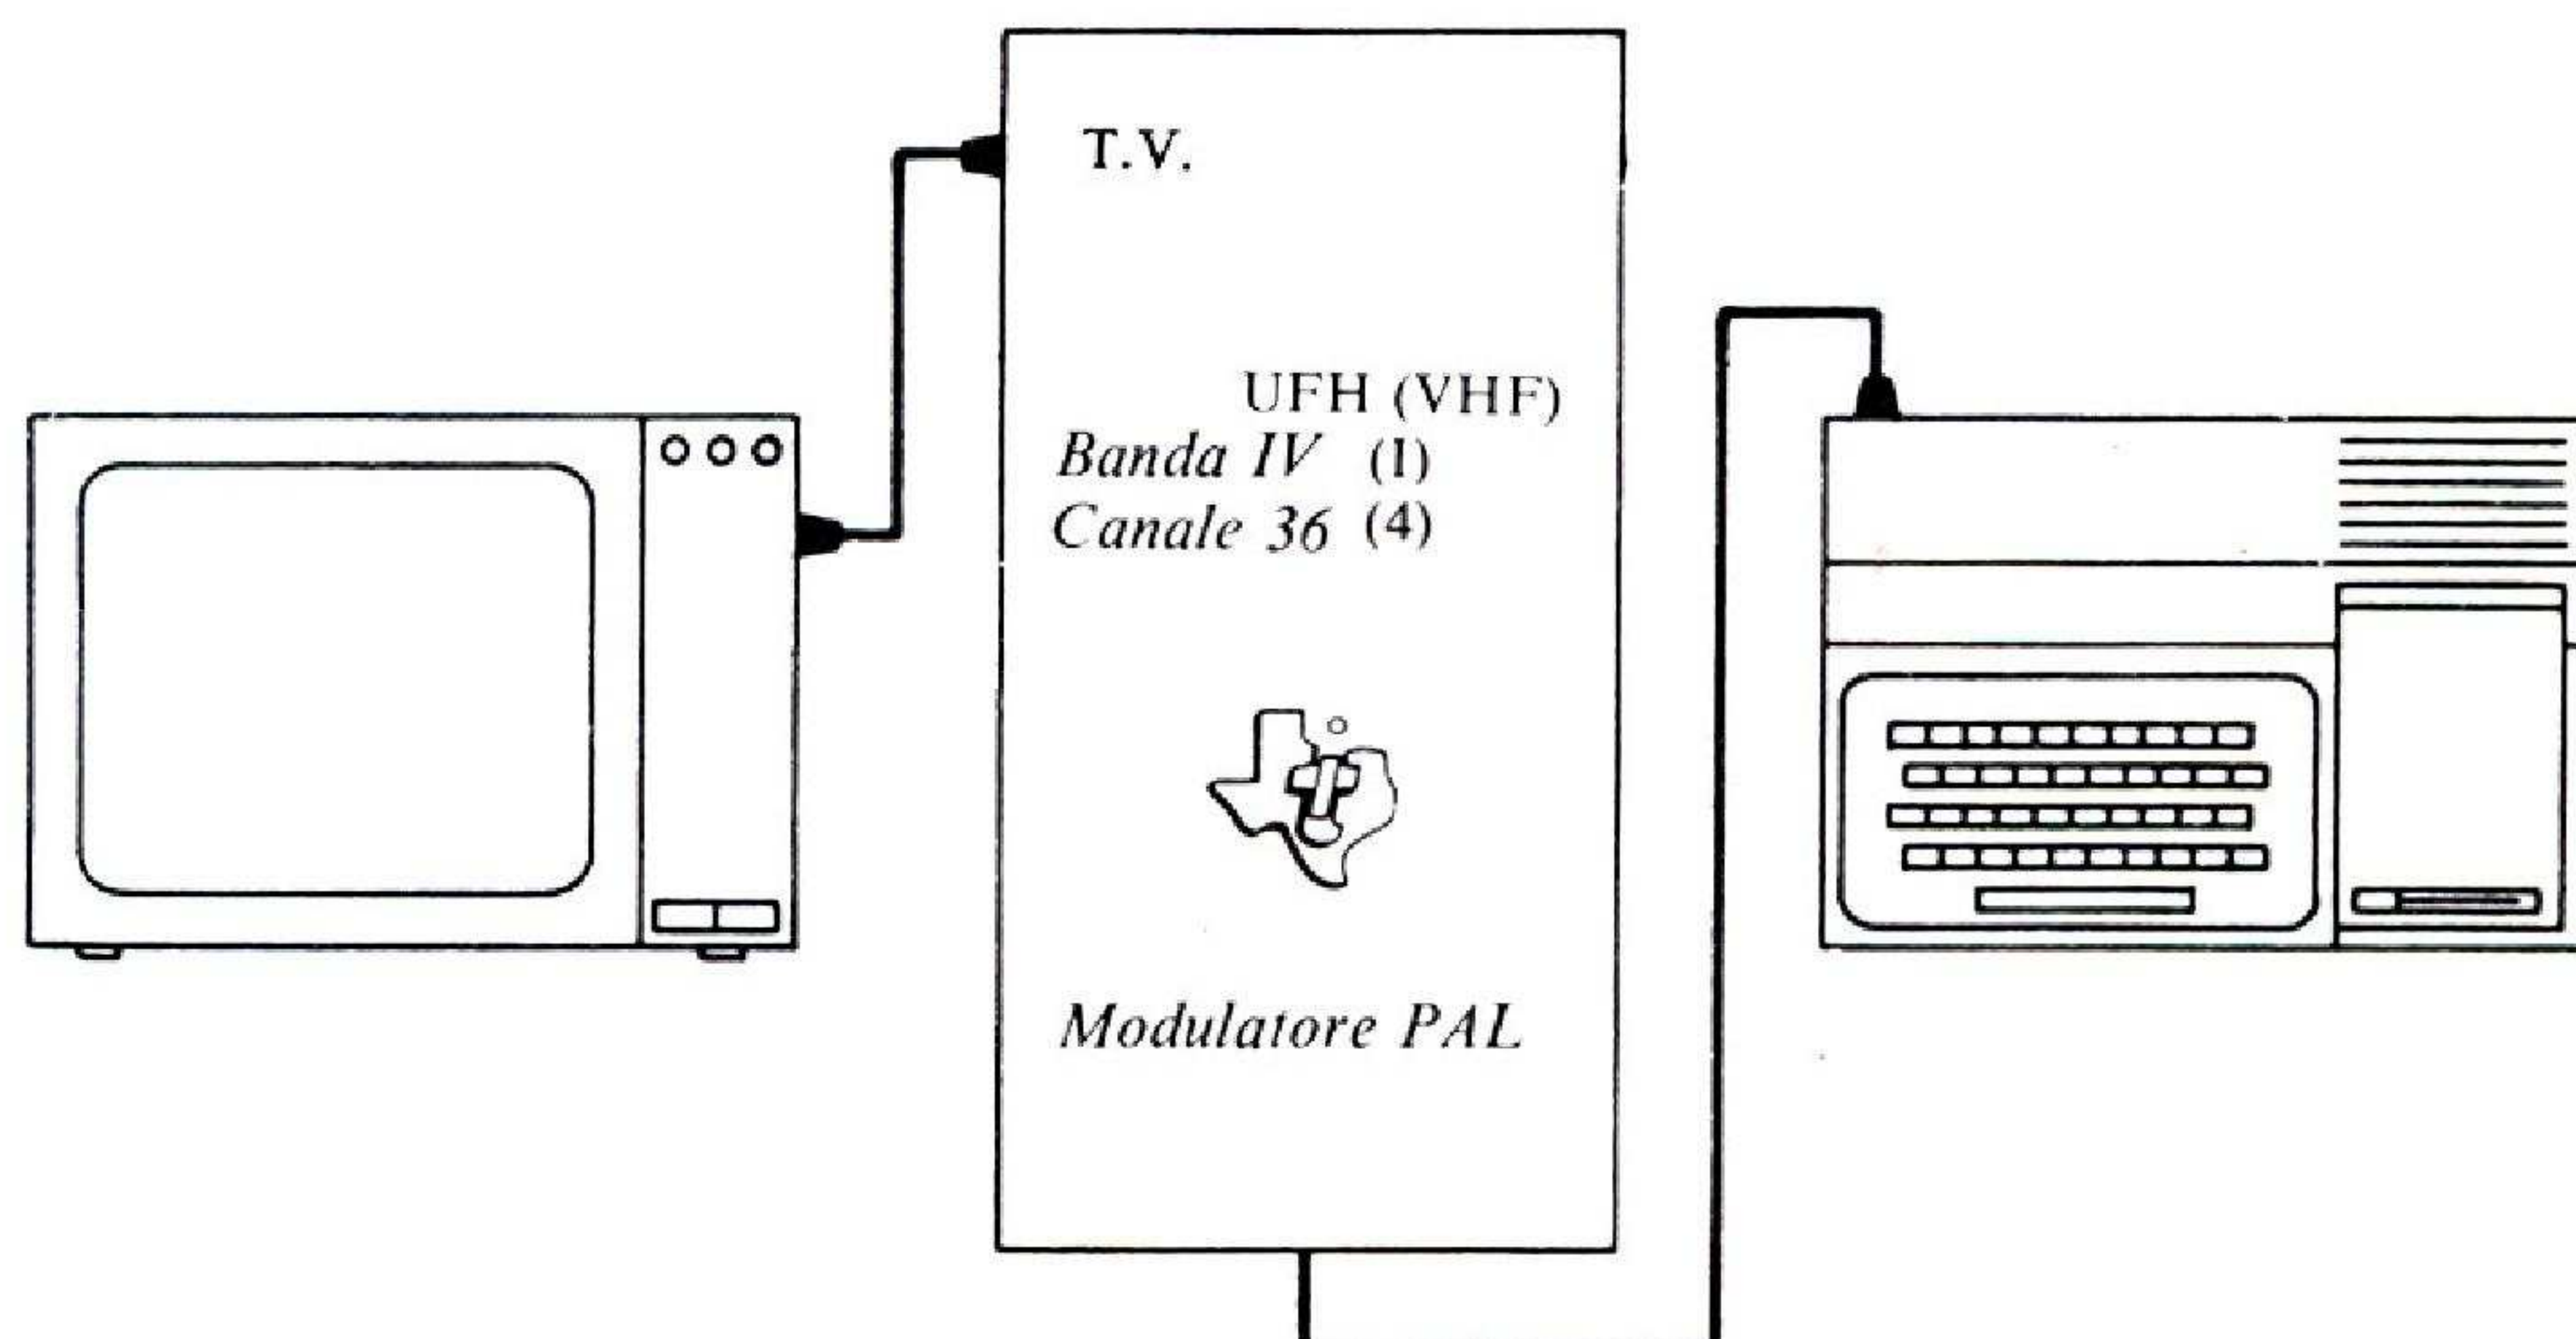 T.V.
UFH (VHF)
Banda IV (1)
Canale 36 (4)
Modulatore PAL